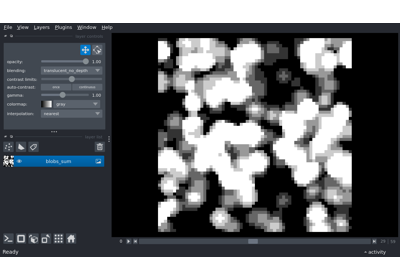 File View Layers Plugins Window Help
opacity: 1.00
blending: translucent_no_depth
contrast limits:
auto-contrast: once continuous
gamma: 1.00
colormap: gray
interpolation: nearest
blobs_sum
Ready
activity